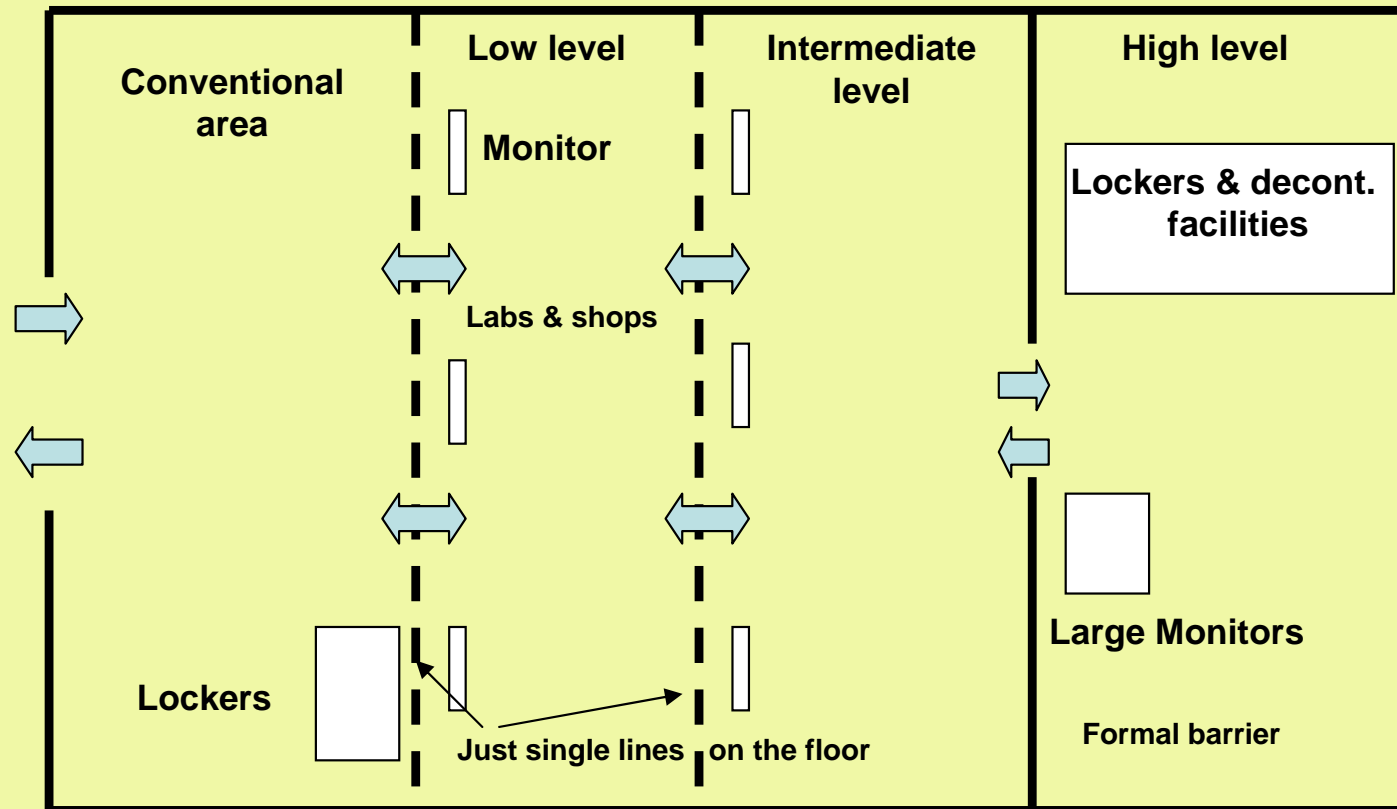 Conventional
area
Low level
Intermediate
level
High level
Monitor
Lockers & decont.
facilities
Labs & shops
Large Monitors
Lockers
Just single lines on the floor
Formal barrier